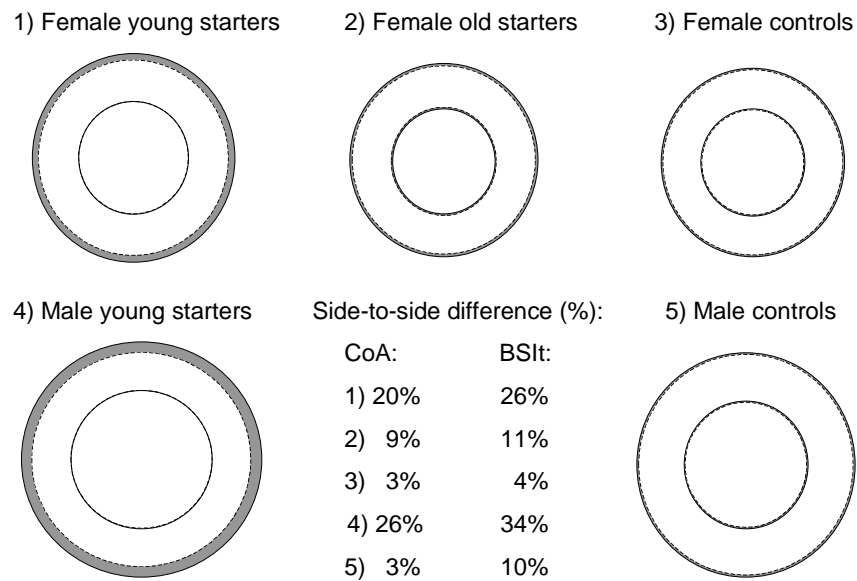 1) Female young starters
2) Female old starters
3) Female controls
4) Male young starters
Side-to-side difference (%):
5) Male controls
CoA: BSIt:
1) 20% 26%
2) 9% 11%
3) 3% 4%
4) 26% 34%
5) 3% 10%